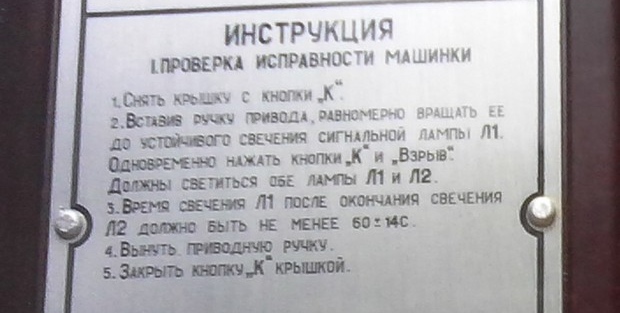 ИНСТРУКЦИЯ
I. ПРОВЕРКА ИСПРАВНОСТИ МАШИНКИ
1. СНЯТЬ КРЫШКУ С КНОПКИ „К“.
2. ВСТАВИВ РУЧКУ ПРИВОДА, РАВНОМЕРНО ВРАЩАТЬ ЕЕ
ДО УСТОЙЧИВОГО СВЕЧЕНИЯ СИГНАЛЬНОЙ ЛАМПЫ Л1.
ОДНОВРЕМЕННО НАЖАТЬ КНОПКИ „К“ И „ВЗРЫВ“.
ДОЛЖНЫ СВЕТИТЬСЯ ОБЕ ЛАМПЫ Л1 И Л2.
3. ВРЕМЯ СВЕЧЕНИЯ Л1 ПОСЛЕ ОКОНЧАНИЯ СВЕЧЕНИЯ
Л2 ДОЛЖНО БЫТЬ НЕ МЕНЕЕ 60±14С.
4. ВЫНУТЬ ПРИВОДНУЮ РУЧКУ.
5. ЗАКРЫТЬ КНОПКУ „К“ КРЫШКОЙ.